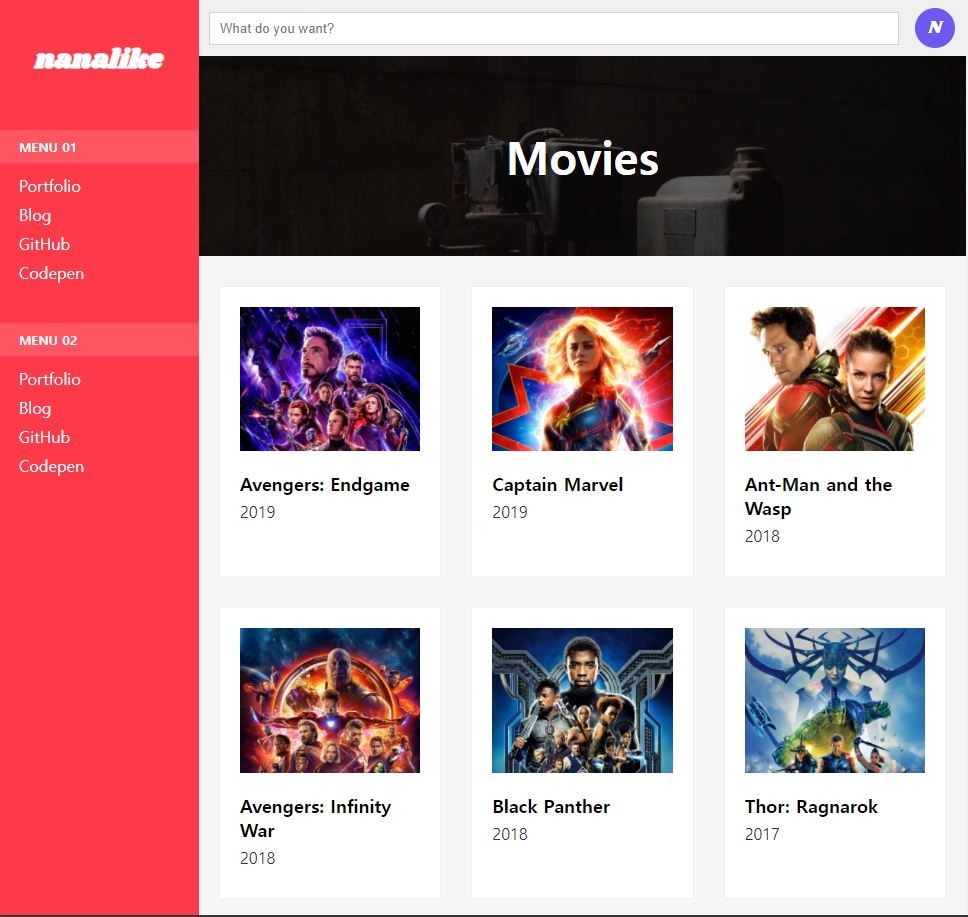 nanalike
What do you want?
N
MENU 01
Portfolio
Blog
GitHub
Codepen
MENU 02
Portfolio
Blog
GitHub
Codepen
Movies
Avengers: Endgame
2019
Captain Marvel
2019
Ant-Man and the
Wasp
2018
Avengers: Infinity
War
2018
Black Panther
2018
Thor: Ragnarok
2017